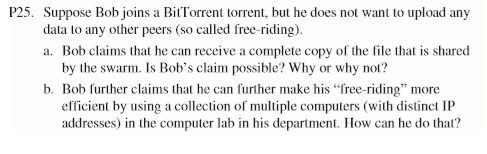 P25. Suppose Bob joins a BitTorrent torrent, but he does not want to upload any
data to any other peers (so called free-riding).
a. Bob claims that he can receive a complete copy of the file that is shared
by the swarm. Is Bob's claim possible? Why or why not?
b. Bob further claims that he can further make his “free-riding” more
efficient by using a collection of multiple computers (with distinct IP
addresses) in the computer lab in his department. How can he do that?